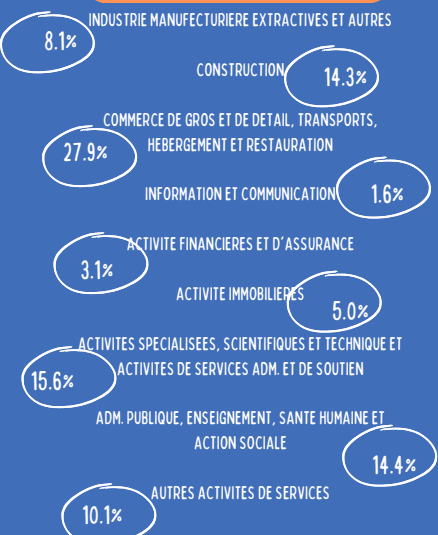 INDUSTRIE MANUFECTURIERE EXTRACTIVES ET AUTRES
8.1%
CONSTRUCTION
14.3%
COMMERCE DE GROS ET DE DETAIL, TRANSPORTS,
HEBERGEMENT ET RESTAURATION
27.9%
INFORMATION ET COMMUNICATION
1.6%
ACTIVITE FINANCIERES ET D'ASSURANCE
3.1%
ACTIVITE IMMOBILIERES
5.0%
ACTIVITES SPECIALISEES, SCIENTIFIQUES ET TECHNIQUE ET
ACTIVITES DE SERVICES ADM. ET DE SOUTIEN
15.6%
ADM. PUBLIQUE, ENSEIGNEMENT, SANTE HUMAINE ET
ACTION SOCIALE
14.4%
AUTRES ACTIVITES DE SERVICES
10.1%